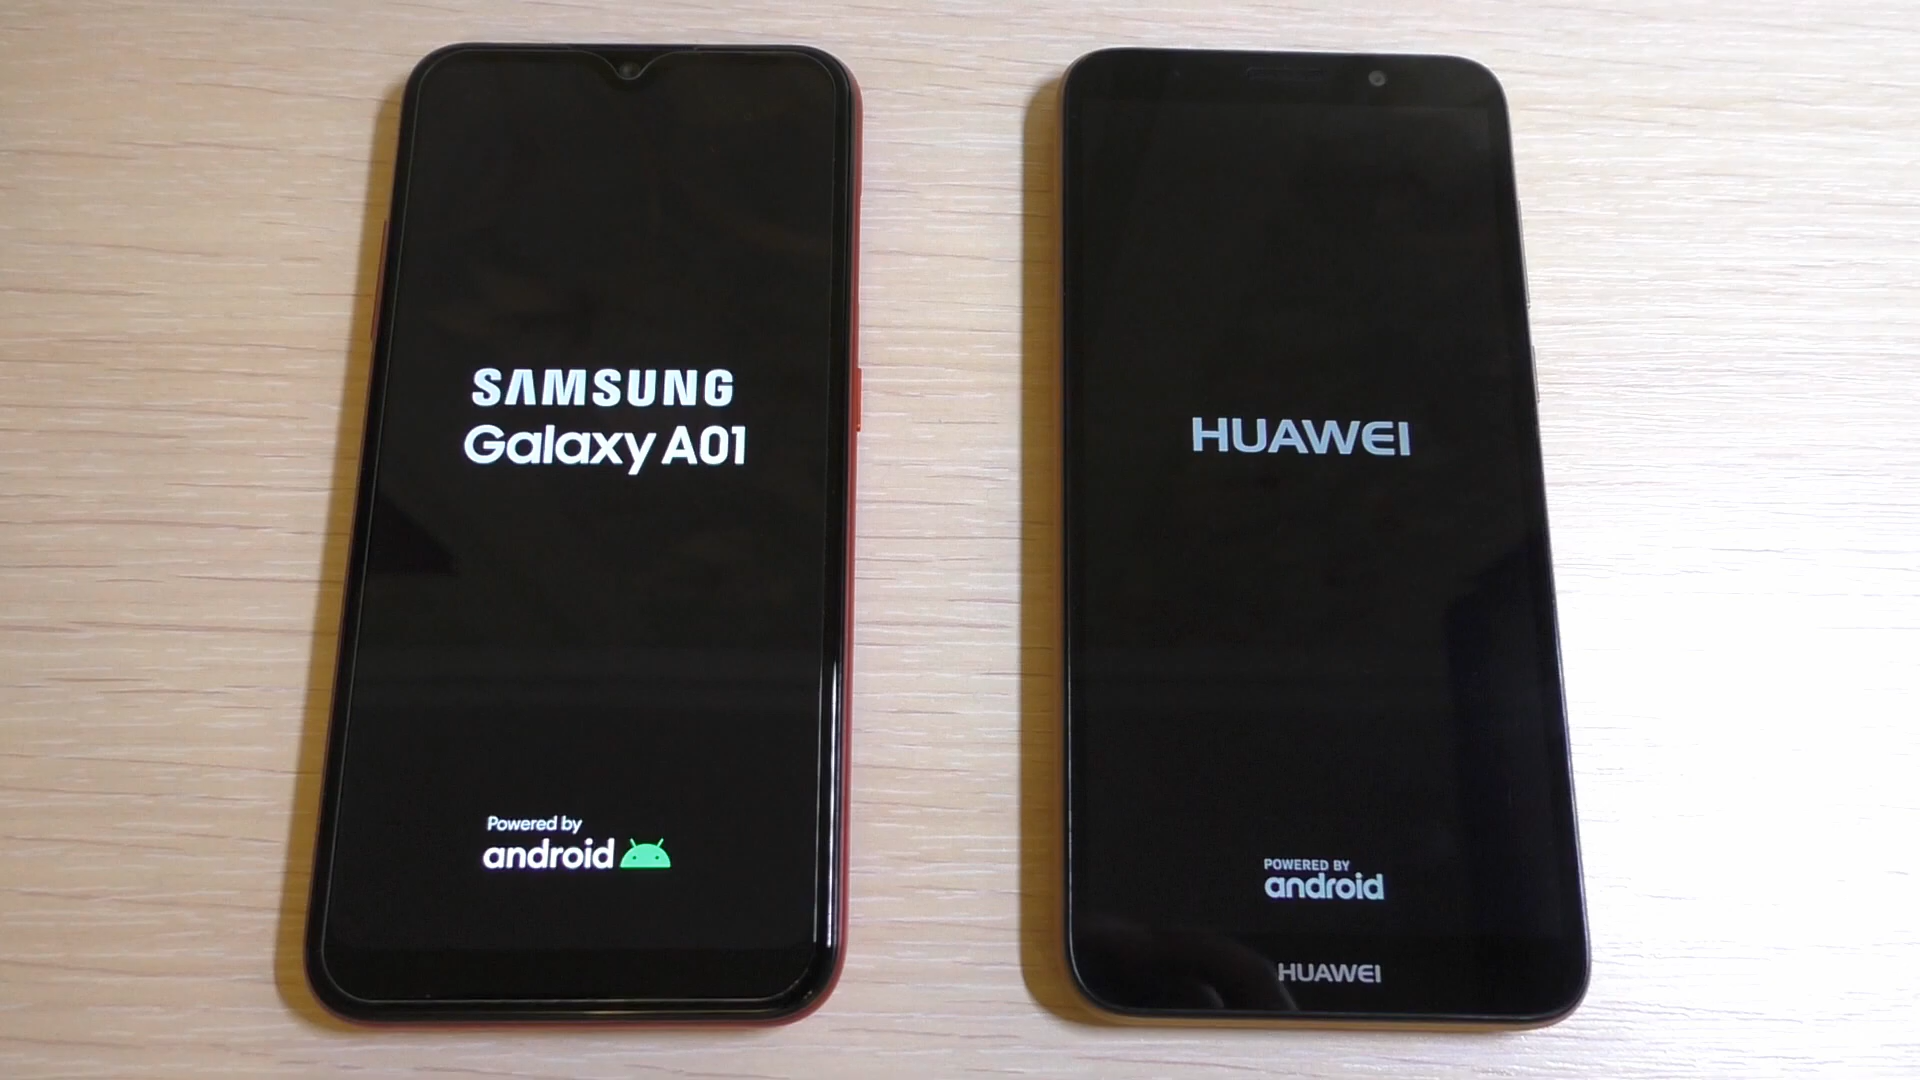 SAMSUNG
Galaxy A01
Powered by
android
HUAWEI
POWERED BY
android
HUAWEI